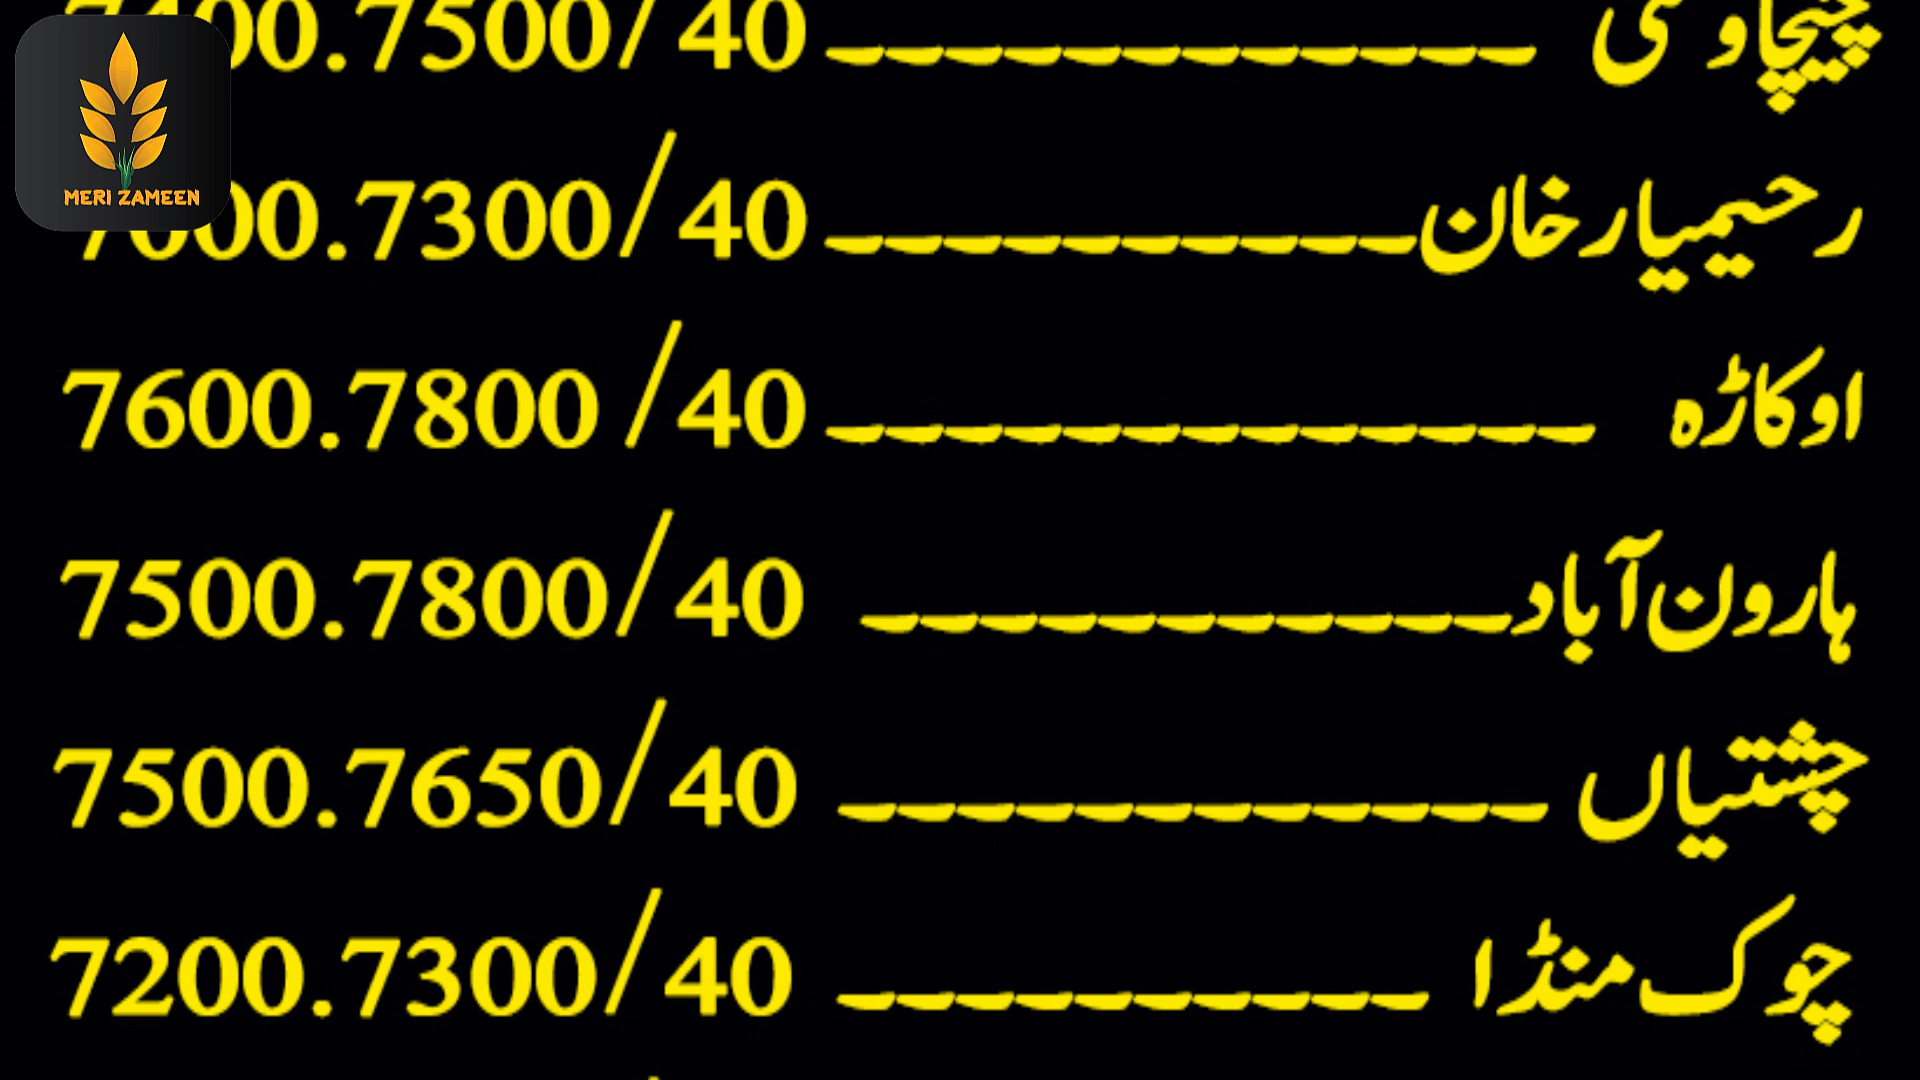 MERI ZAMEEN
چیچاوطنی ۔۔۔۔۔۔۔۔۔۔۔۔ 7400.7500/40
رحیمیارخان۔۔۔۔۔۔۔۔۔۔ 7000.7300/40
اوکاڑہ ۔۔۔۔۔۔۔۔۔۔۔۔۔ 7600.7800 /40
ہارون آباد۔۔۔۔۔۔۔۔۔۔۔ 7500.7800/40
چشتیاں ۔۔۔۔۔۔۔۔۔۔۔۔ 7500.7650/40
چوک منڈا ۔۔۔۔۔۔۔۔۔۔ 7200.7300/40